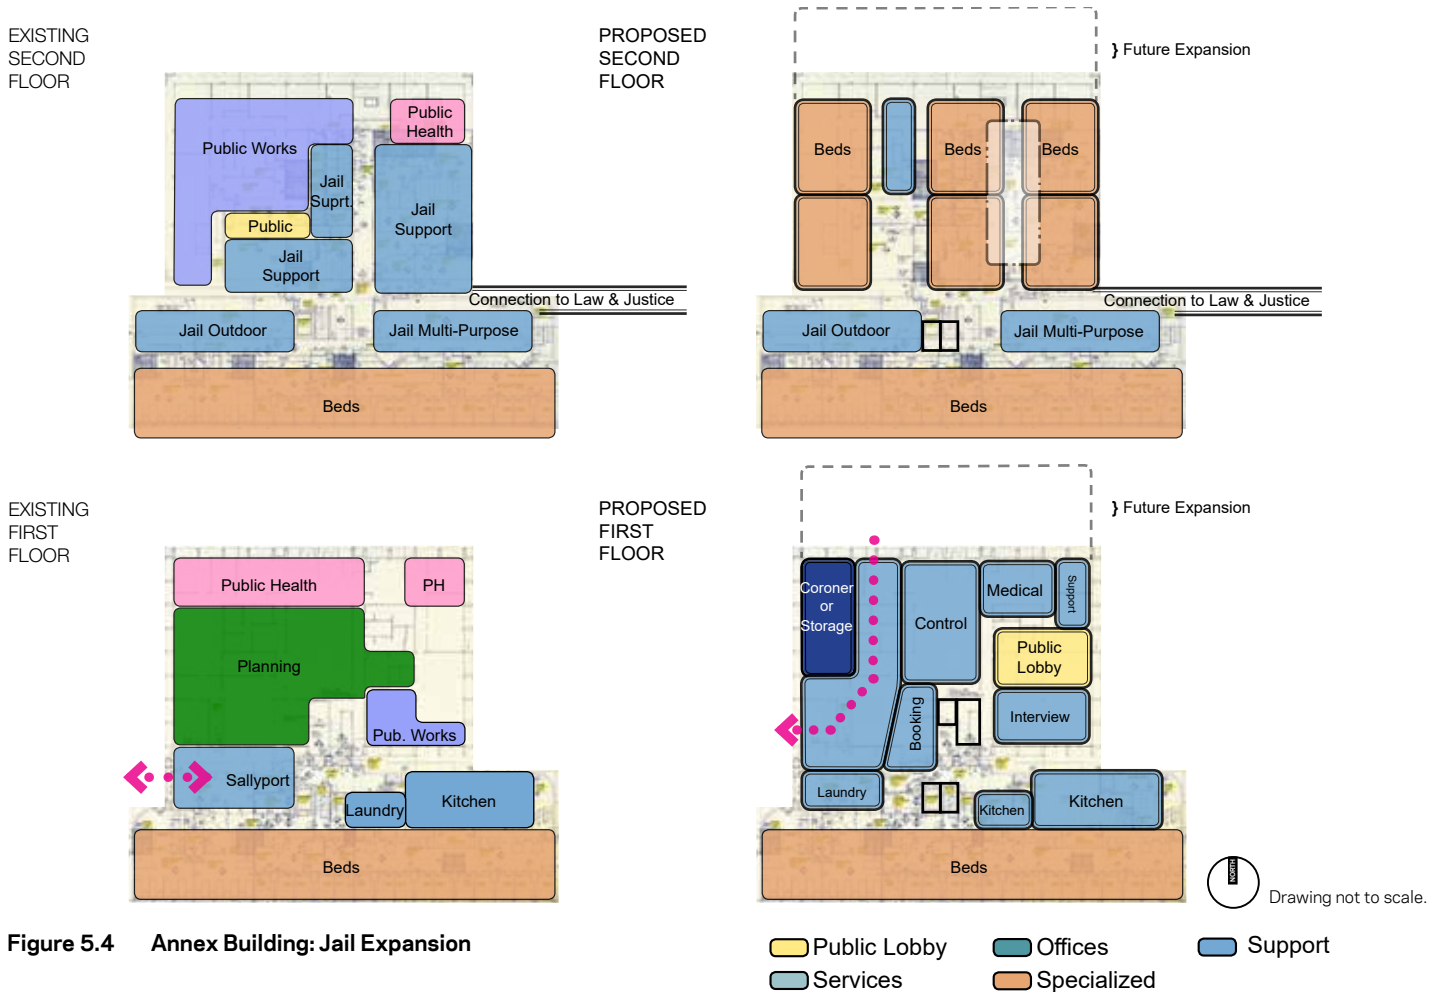 EXISTING
SECOND
FLOOR
Public Works
Public
Health
Jail
Suprt.
Jail
Support
Public
Jail
Support
Connection to Law & Justice
Jail Outdoor
Jail Multi-Purpose
Beds
PROPOSED
SECOND
FLOOR
} Future Expansion
Beds
Beds
Beds
Connection to Law & Justice
Jail Outdoor
Jail Multi-Purpose
Beds
EXISTING
FIRST
FLOOR
Public Health
PH
Planning
Pub. Works
Sallyport
Laundry
Kitchen
Beds
PROPOSED
FIRST
FLOOR
} Future Expansion
Coroner
or
Storage
Control
Medical
Support
Public
Lobby
Booking
Interview
Laundry
Kitchen
Kitchen
Beds
NORTH
Drawing not to scale.
Figure 5.4 Annex Building: Jail Expansion
Public Lobby
Offices
Support
Services
Specialized